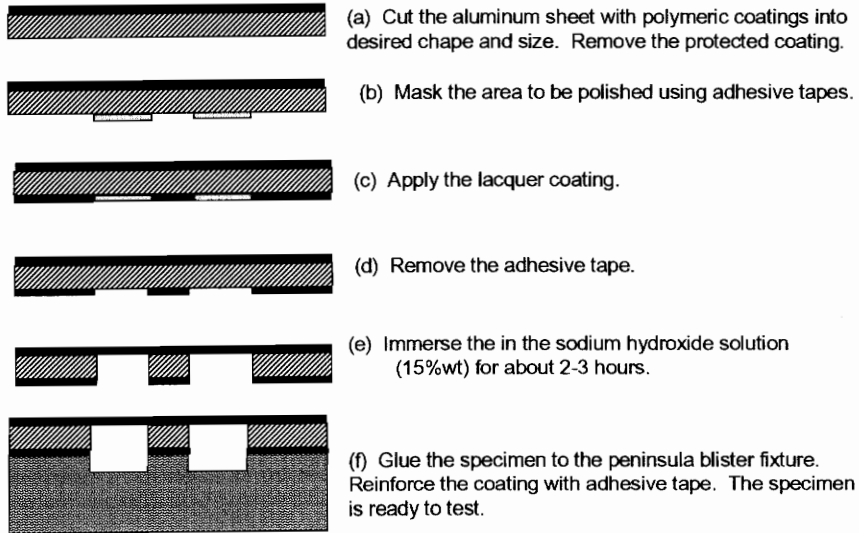 (a) Cut the aluminum sheet with polymeric coatings into
desired chape and size. Remove the protected coating.
(b) Mask the area to be polished using adhesive tapes.
(c) Apply the lacquer coating.
(d) Remove the adhesive tape.
(e) Immerse the in the sodium hydroxide solution
(15%wt) for about 2-3 hours.
(f) Glue the specimen to the peninsula blister fixture.
Reinforce the coating with adhesive tape. The specimen
is ready to test.